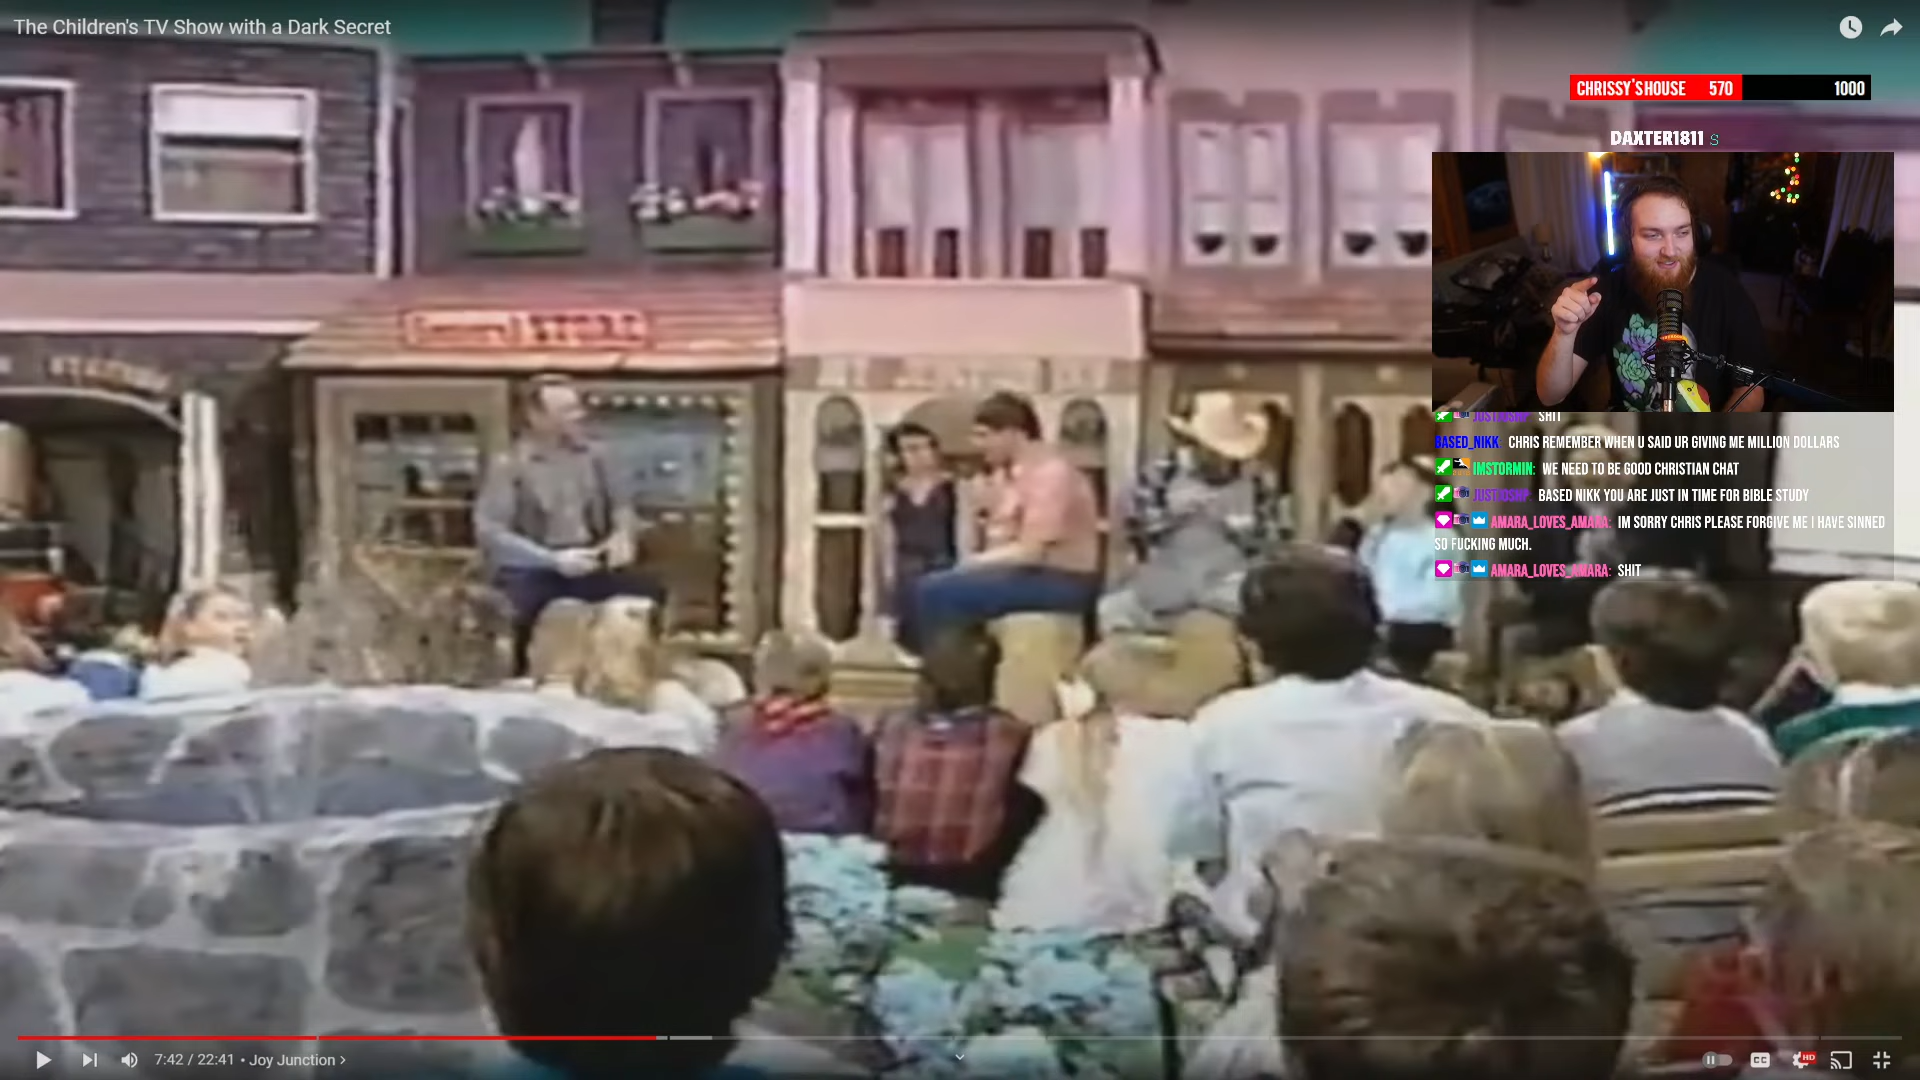 The Children's TV Show with a Dark Secret
CHRISSY'S HOUSE 570 1000
DAXTER1811 S
SHIT
BASED_NIKK: CHRIS REMEMBER WHEN U SAID UR GIVING ME MILLION DOLLARS
IMSTORMIN: WE NEED TO BE GOOD CHRISTIAN CHAT
BASED NIKK YOU ARE JUST IN TIME FOR BIBLE STUDY
AMARA_LOVES_AMARA: IM SORRY CHRIS PLEASE FORGIVE ME I HAVE SINNED
SO FUCKING MUCH.
AMARA_LOVES_AMARA: SHIT
7:42 / 22:41 • Joy Junction >
CC
HD